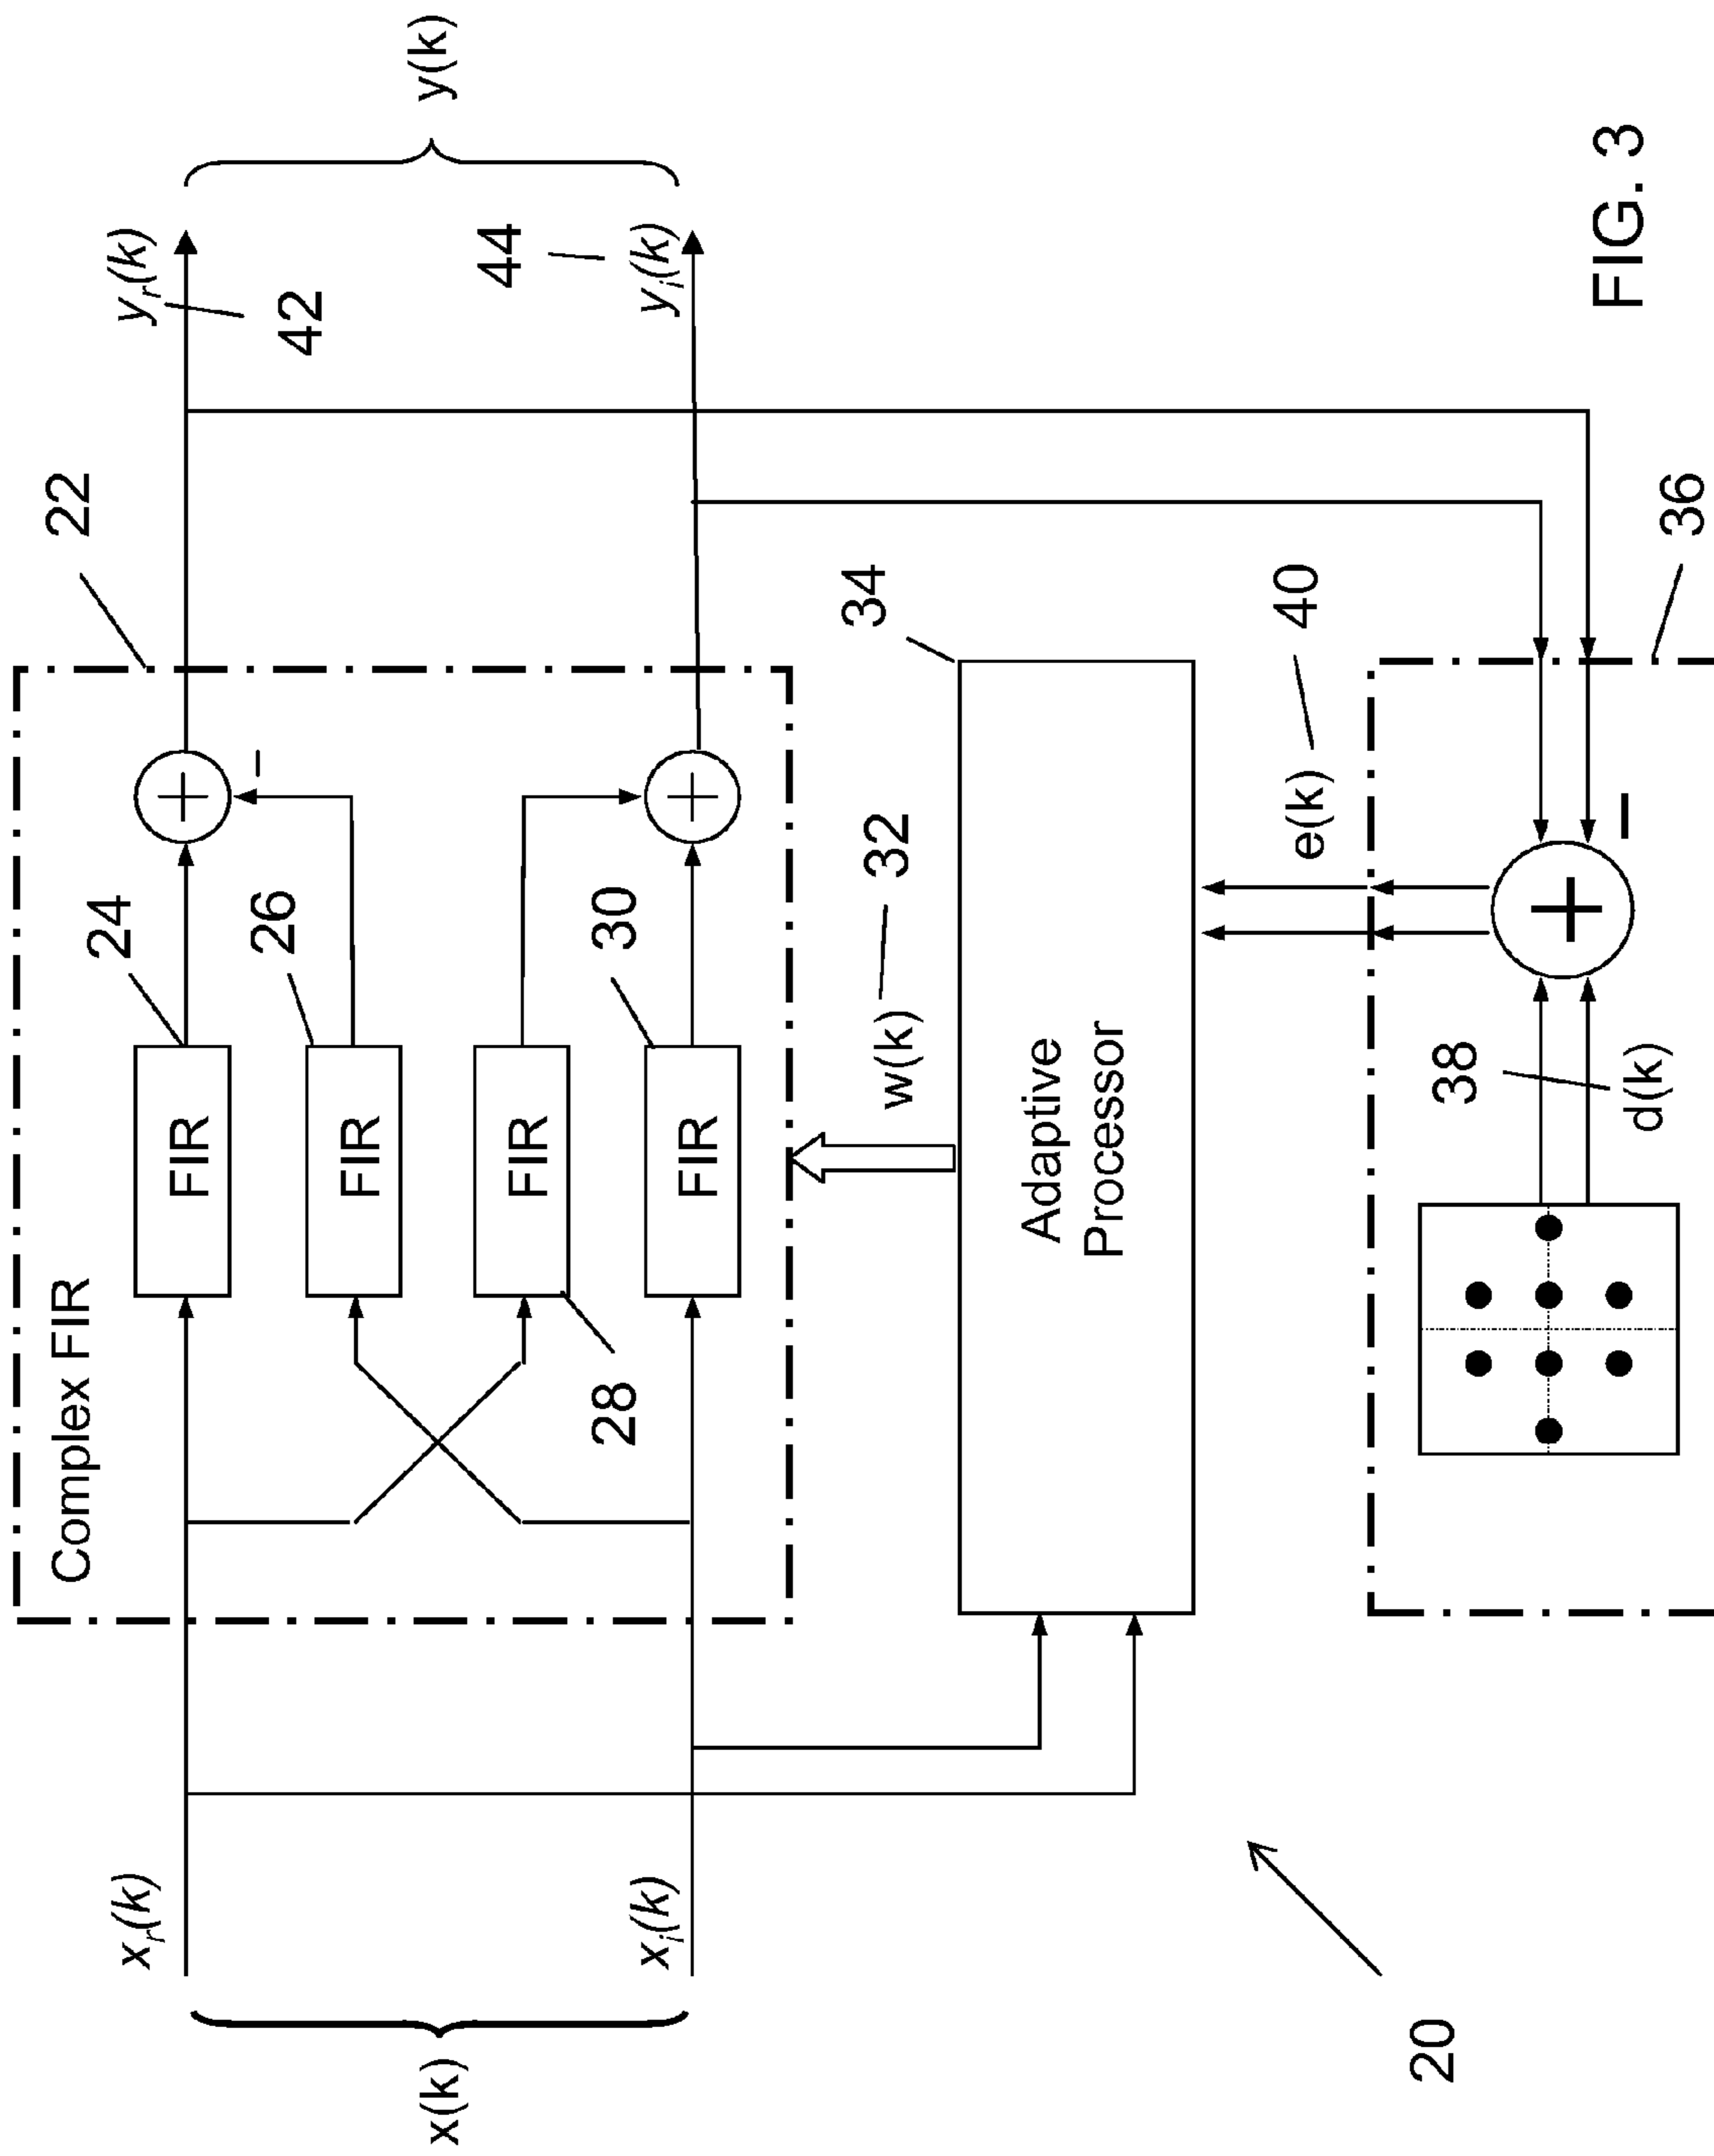 Complex FIR
22
x(k)
xr(k)
xi(k)
FIR
24
FIR
26
FIR
28
FIR
30
+
−
+
yr(k)
42
yi(k)
44
y(k)
w(k)
32
Adaptive
Processor
34
e(k)
40
38
d(k)
+
−
36
20
FIG. 3